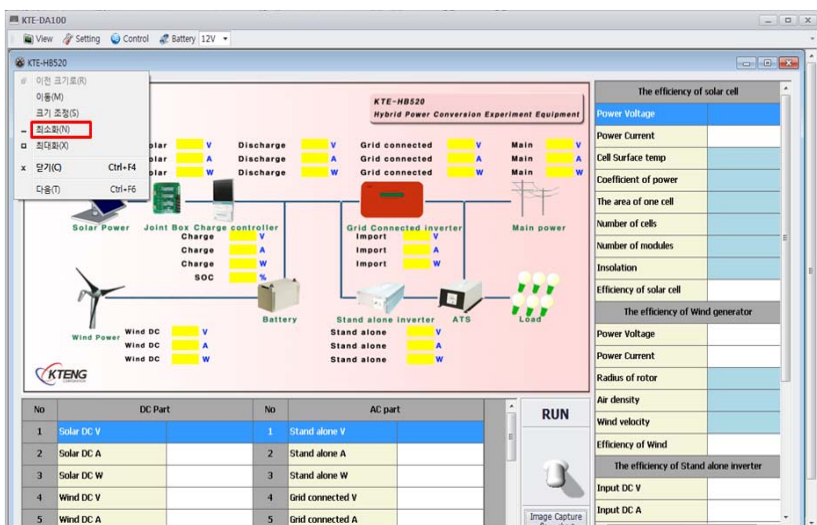 KTE-DA100
View Setting Control Battery 12V
KTE-HB520
이전 크기로(R)
이동(M)
크기 조정(S)
최소화(N)
최대화(X)
닫기(C) Ctrl+F4
다음(T) Ctrl+F6
KTE-HB520
Hybrid Power Conversion Experiment Equipment
olar V Discharge V Grid connected V Main V
olar A Discharge A Grid connected A Main A
olar W Discharge W Grid connected W Main W
Solar Power Joint Box Charge controller Grid Connected inverter Main power
Charge V Import V
Charge A Import A
Charge W Import W
SOC %
Battery Stand alone inverter ATS Load
Wind Power Wind DC V Stand alone V
Wind DC A Stand alone A
Wind DC W Stand alone W
KTENG
No DC Part No AC part
1 Solar DC V 1 Stand alone V
2 Solar DC A 2 Stand alone A
3 Solar DC W 3 Stand alone W
4 Wind DC V 4 Grid connected V
5 Wind DC A 5 Grid connected A
RUN
Image Capture
The efficiency of solar cell
Power Voltage
Power Current
Cell Surface temp
Coefficient of power
The area of one cell
Number of cells
Number of modules
Insolation
Efficiency of solar cell
The efficiency of Wind generator
Power Voltage
Power Current
Radius of rotor
Air density
Wind velocity
Efficiency of Wind
The efficiency of Stand alone inverter
Input DC V
Input DC A